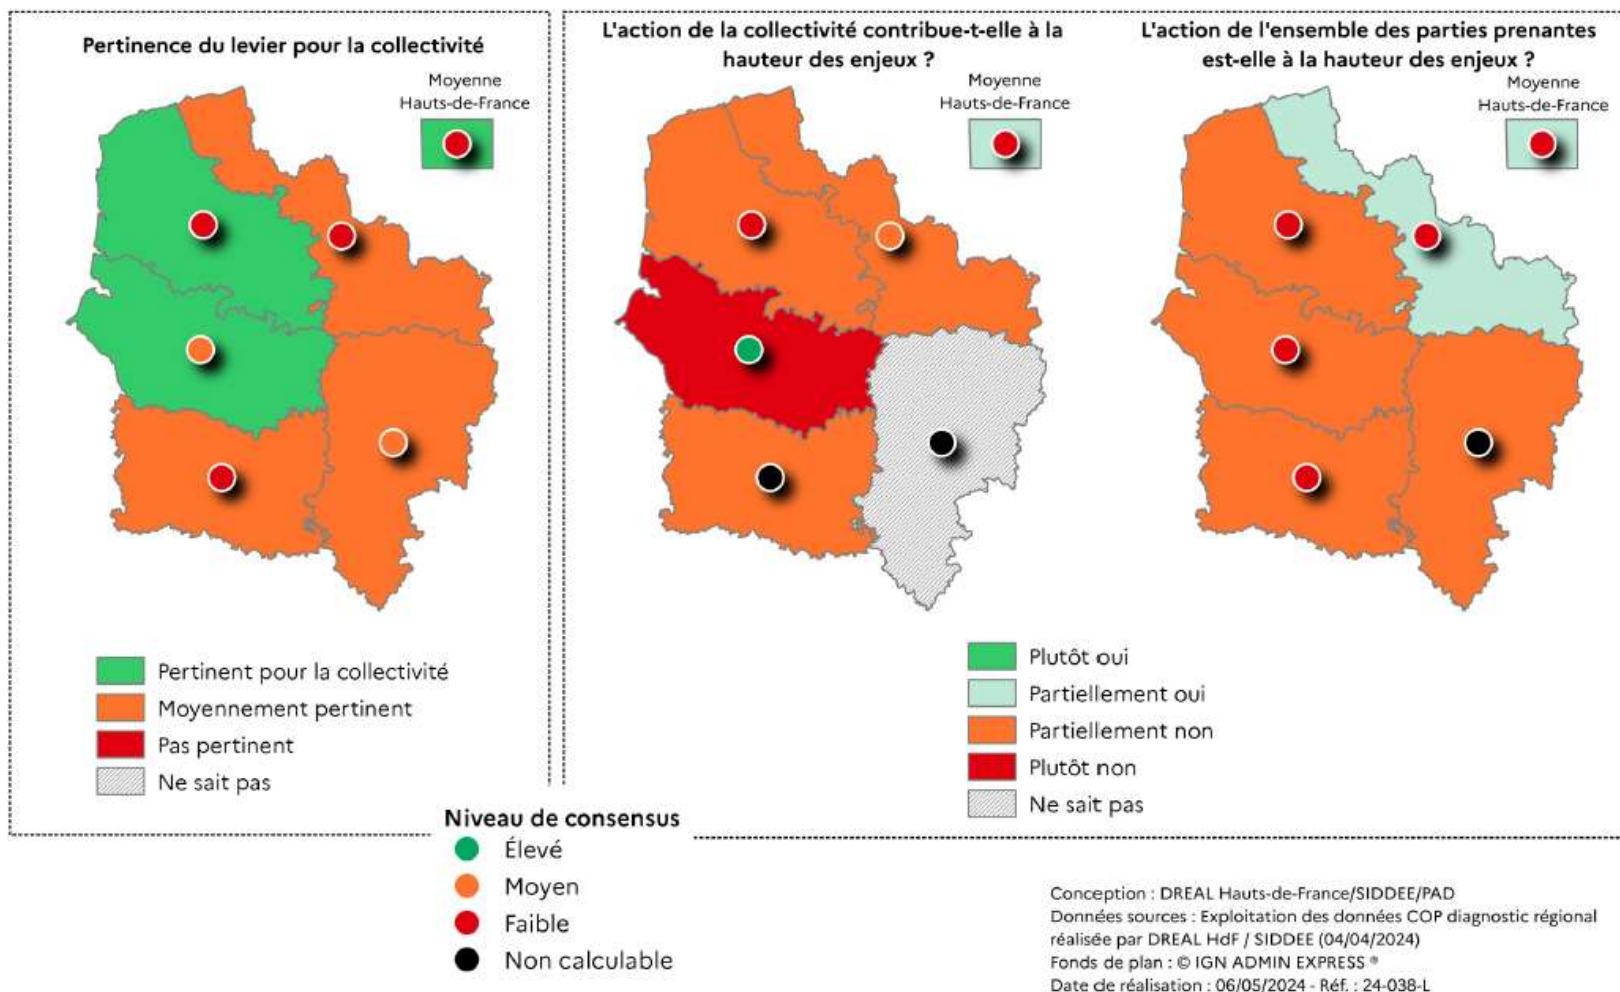 Pertinence du levier pour la collectivité
Moyenne
Hauts-de-France
Pertinent pour la collectivité
Moyennement pertinent
Pas pertinent
Ne sait pas
L'action de la collectivité contribue-t-elle à la
hauteur des enjeux ?
Moyenne
Hauts-de-France
L'action de l'ensemble des parties prenantes
est-elle à la hauteur des enjeux ?
Moyenne
Hauts-de-France
Plutôt oui
Partiellement oui
Partiellement non
Plutôt non
Ne sait pas
Niveau de consensus
Élevé
Moyen
Faible
Non calculable
Conception : DREAL Hauts-de-France/SIDDEE/PAD
Données sources : Exploitation des données COP diagnostic régional
réalisée par DREAL HdF / SIDDEE (04/04/2024)
Fonds de plan : © IGN ADMIN EXPRESS ®
Date de réalisation : 06/05/2024 - Réf. : 24-038-L